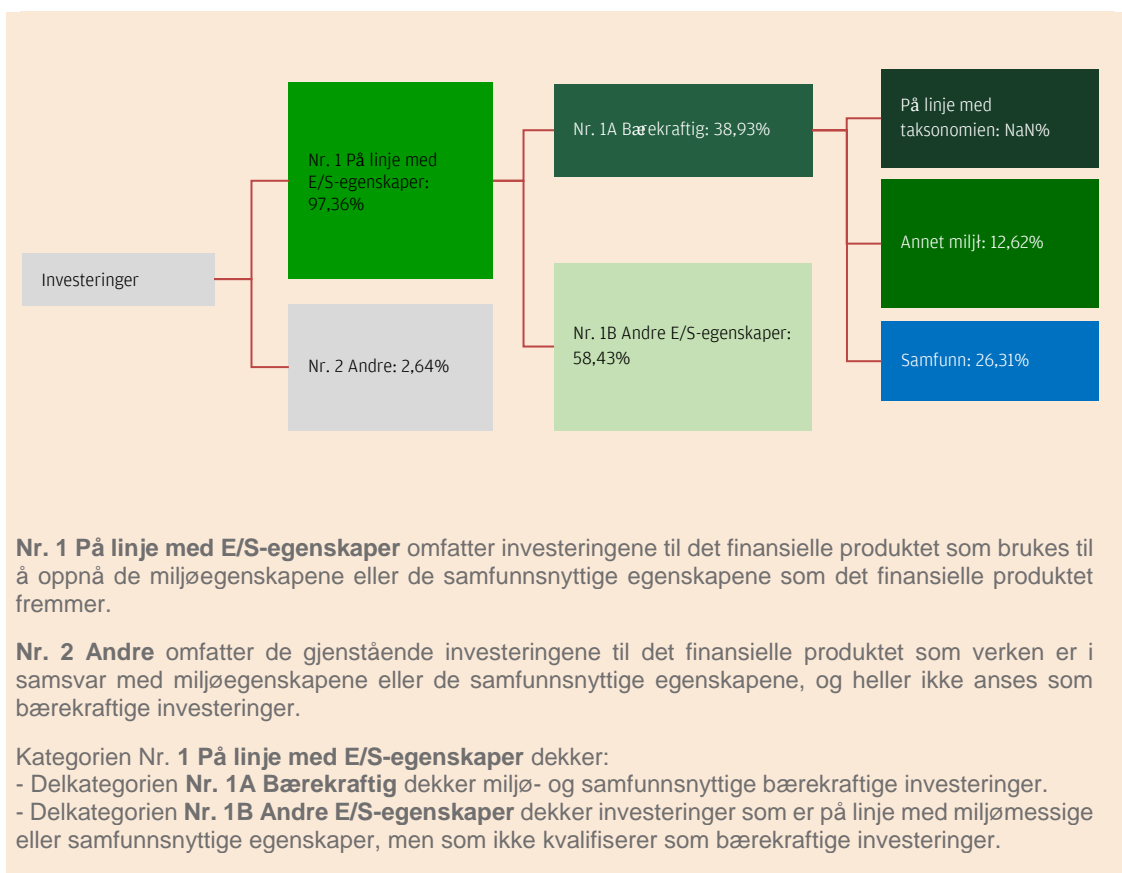 På linje med
taksonomien: NaN%
Nr. 1A Bærekraftig: 38,93%
Nr. 1 På linje med
E/S-egenskaper:
97,36%
Annet miljł: 12,62%
Investeringer
Nr. 1B Andre E/S-egenskaper:
58,43%
Nr. 2 Andre: 2,64%
Samfunn: 26,31%
Nr. 1 På linje med E/S-egenskaper omfatter investeringene til det finansielle produktet som brukes til
å oppnå de miljøegenskapene eller de samfunnsnyttige egenskapene som det finansielle produktet
fremmer.
Nr. 2 Andre omfatter de gjenstående investeringene til det finansielle produktet som verken er i
samsvar med miljøegenskapene eller de samfunnsnyttige egenskapene, og heller ikke anses som
bærekraftige investeringer.
Kategorien Nr. 1 På linje med E/S-egenskaper dekker:
- Delkategorien Nr. 1A Bærekraftig dekker miljø- og samfunnsnyttige bærekraftige investeringer.
- Delkategorien Nr. 1B Andre E/S-egenskaper dekker investeringer som er på linje med miljømessige
eller samfunnsnyttige egenskaper, men som ikke kvalifiserer som bærekraftige investeringer.